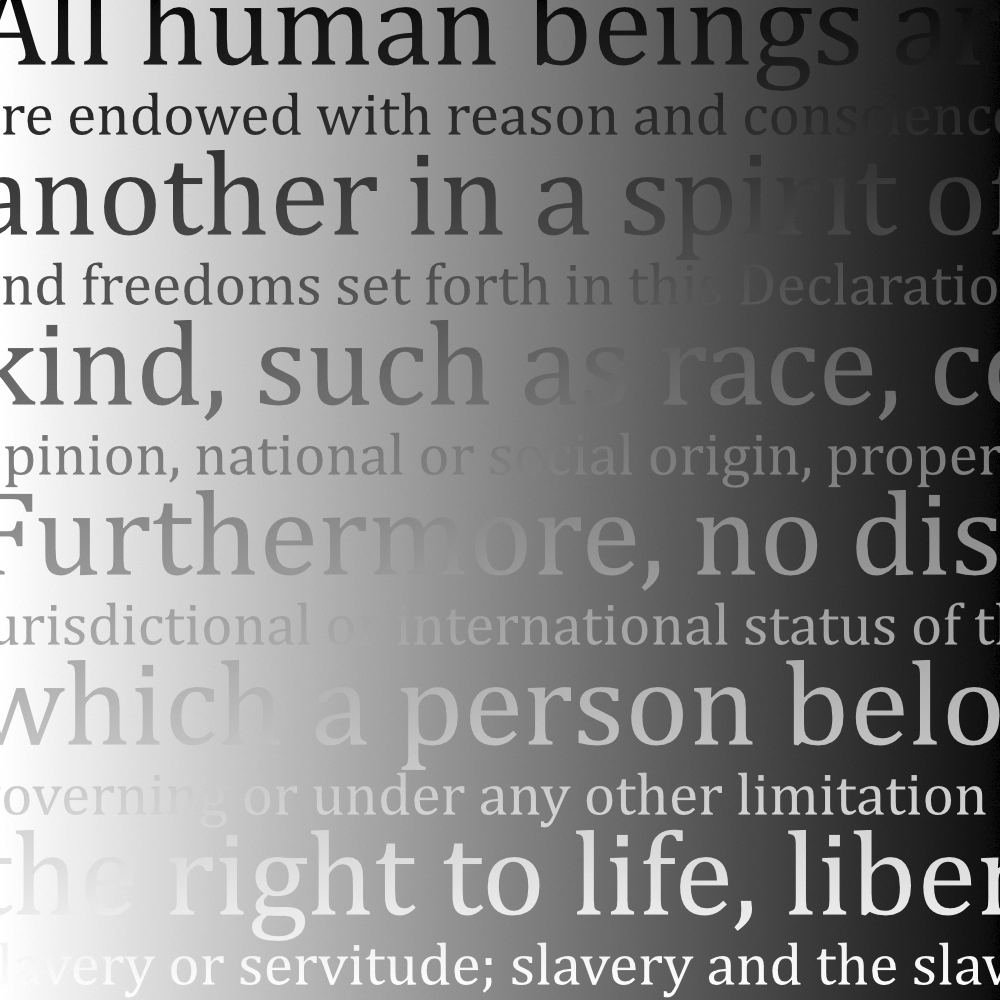 All human beings ar
re endowed with reason and conscienc
another in a spirit of
nd freedoms set forth in this Declaratio
kind, such as race, co
pinion, national or social origin, proper
Furthermore, no dis
urisdictional or international status of t
which a person belo
overning or under any other limitation
the right to life, liber
lavery or servitude; slavery and the slav